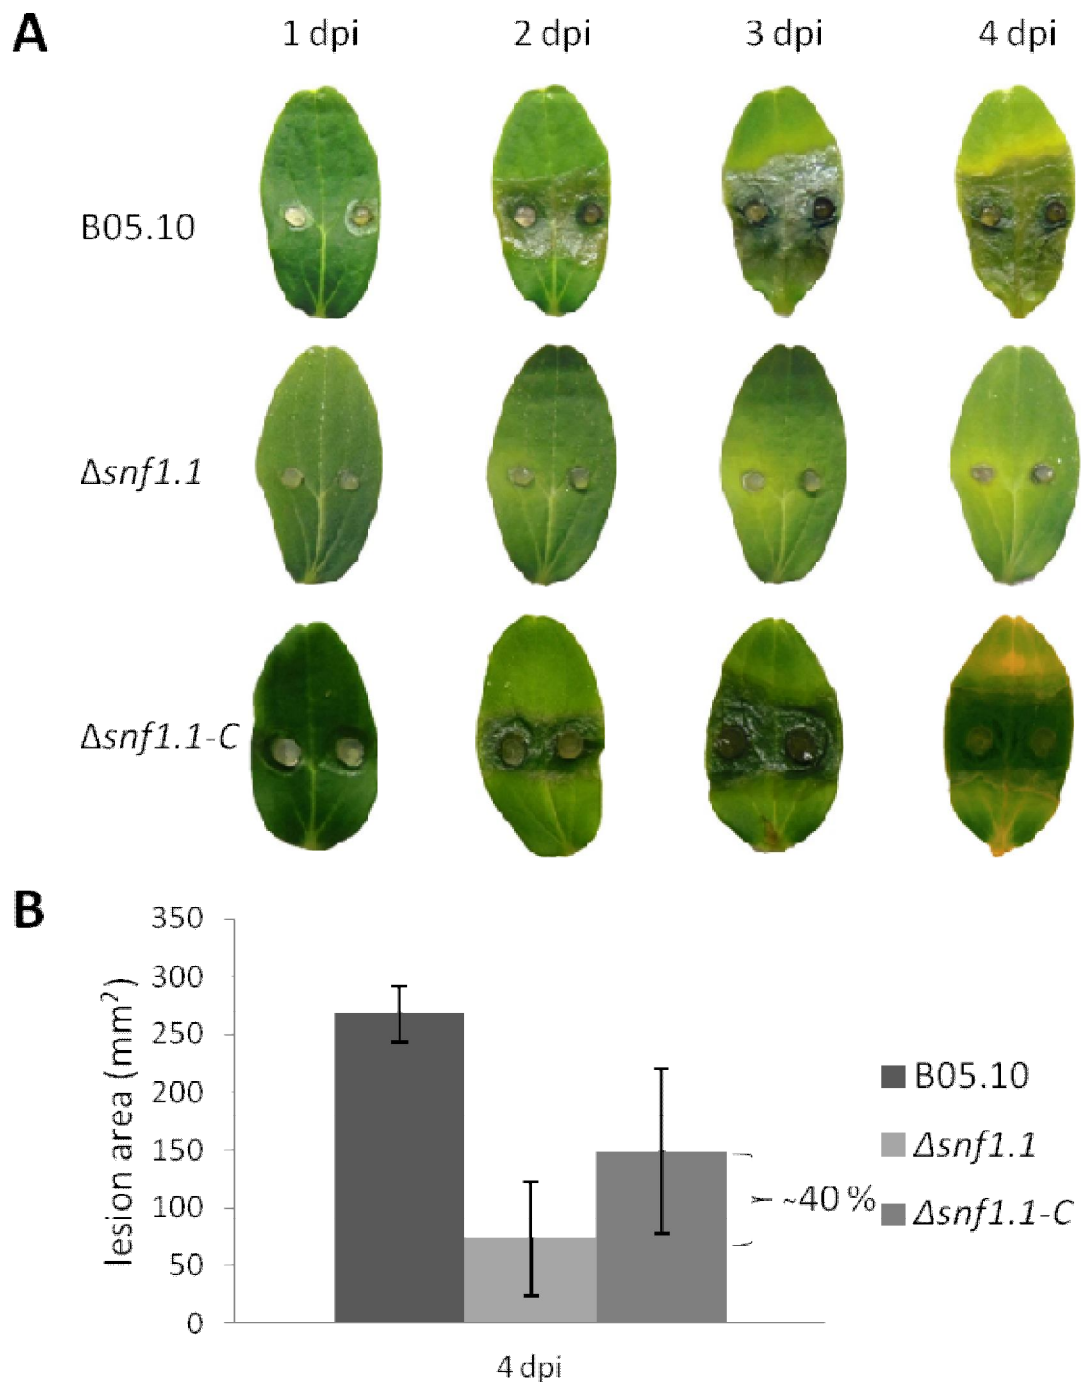 A
1 dpi 2 dpi 3 dpi 4 dpi
B05.10
Δsnf1.1
Δsnf1.1-C
B
350
300
250
200
150
100
50
0
lesion area (mm²)
4 dpi
~40 %
B05.10
Δsnf1.1
Δsnf1.1-C